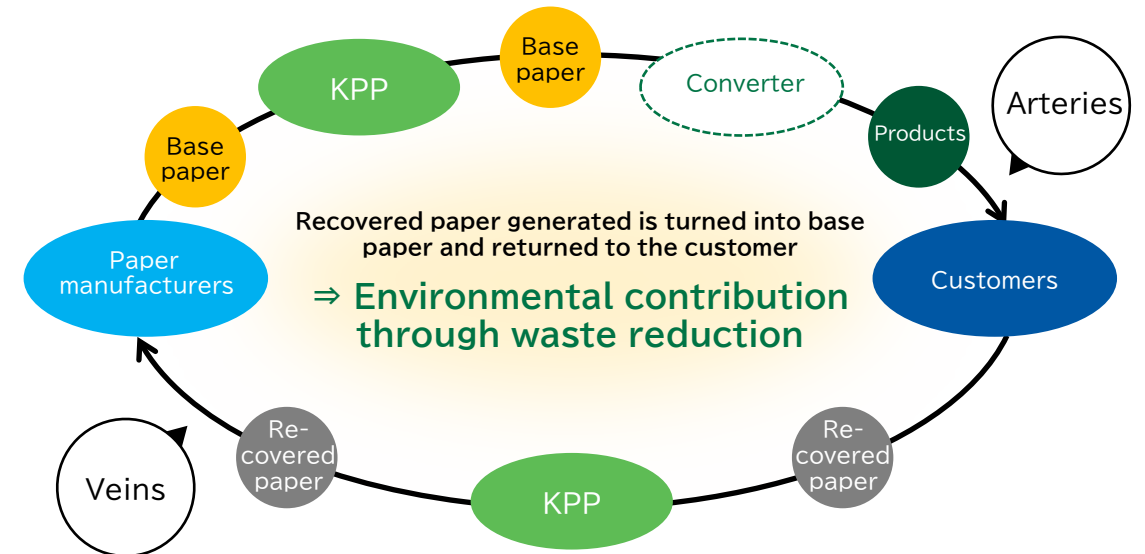 Base
paper
KPP
Converter
Arteries
Products
Base
paper
Recovered paper generated is turned into base
paper and returned to the customer
Paper
manufacturers
Customers
⇒ Environmental contribution
through waste reduction
Re-
covered
paper
Re-
covered
paper
Veins
KPP